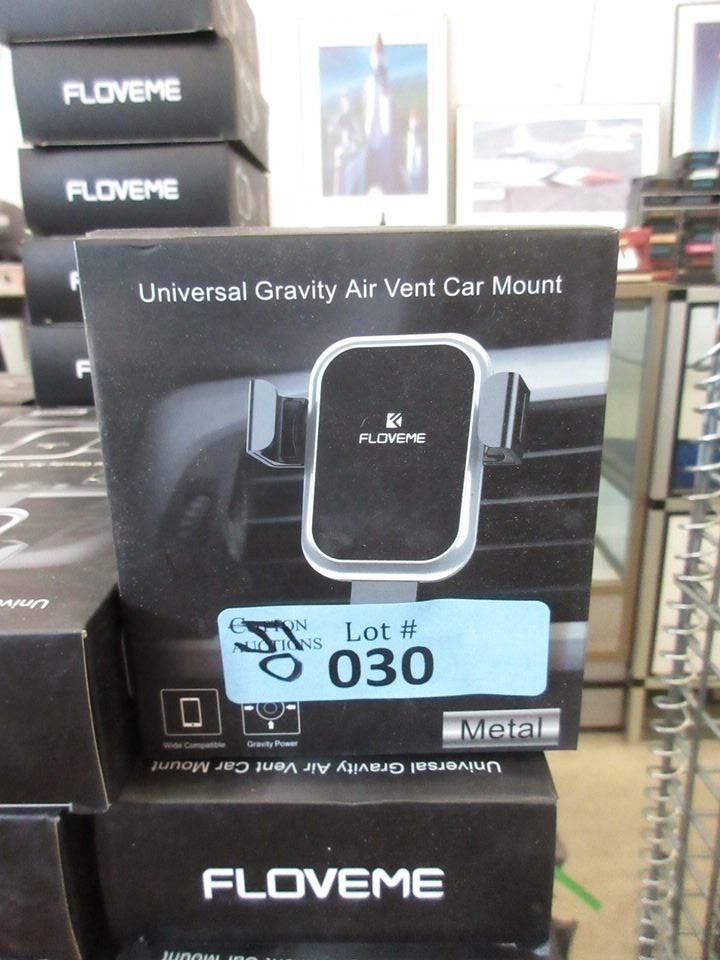 FLOVEME
FLOVEME
F
F
Universal Gravity Air Vent Car Mount
FLOVEME
AUCTIONS
Lot #
030
Wide Compatible
Gravity Power
Metal
Universal Gravity Air Vent Car Mount
FLOVEME